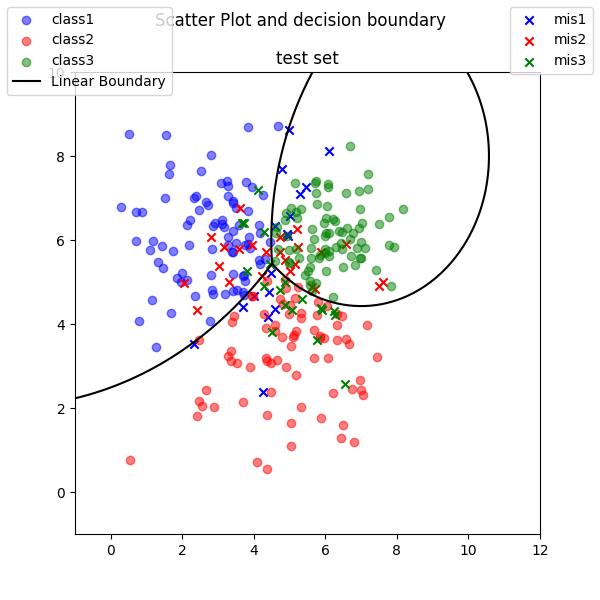 Scatter Plot and decision boundary
test set
class1
class2
class3
Linear Boundary
mis1
mis2
mis3
10
8
6
4
2
0
0 2 4 6 8 10 12